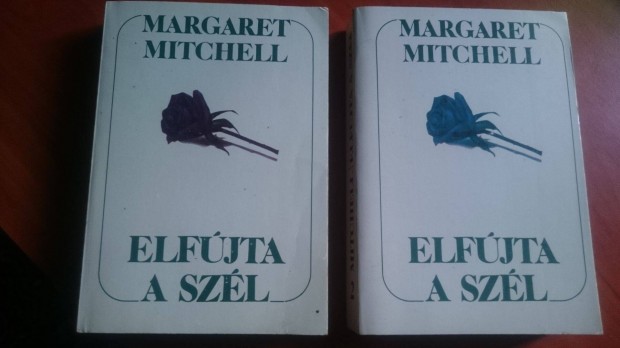 MARGARET
MITCHELL
ELFÚJTA
A SZÉL
MARGARET
MITCHELL
ELFÚJTA
A SZÉL